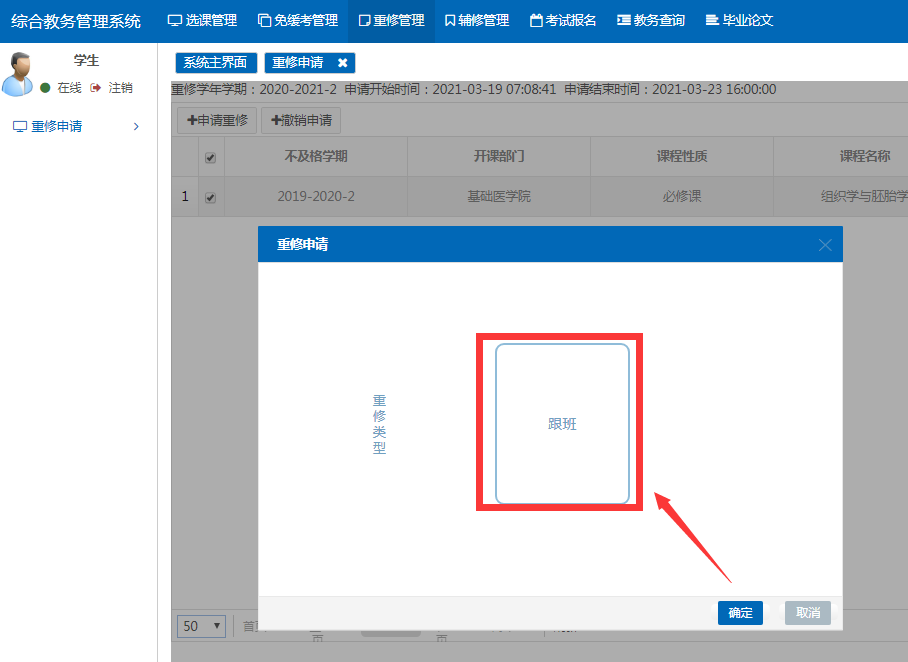 综合教务管理系统 选课管理 免缓考管理 重修管理 辅修管理 考试报名 教务查询 毕业论文
学生
在线 注销
重修申请
系统主界面 重修申请
重修学年学期：2020-2021-2 申请开始时间：2021-03-19 07:08:41 申请结束时间：2021-03-23 16:00:00
申请重修 撤销申请
不及格学期 开课部门 课程性质 课程名称
1 2019-2020-2 基础医学院 必修课 组织学与胚胎学
重修申请
重修类型
跟班
确定 取消
50